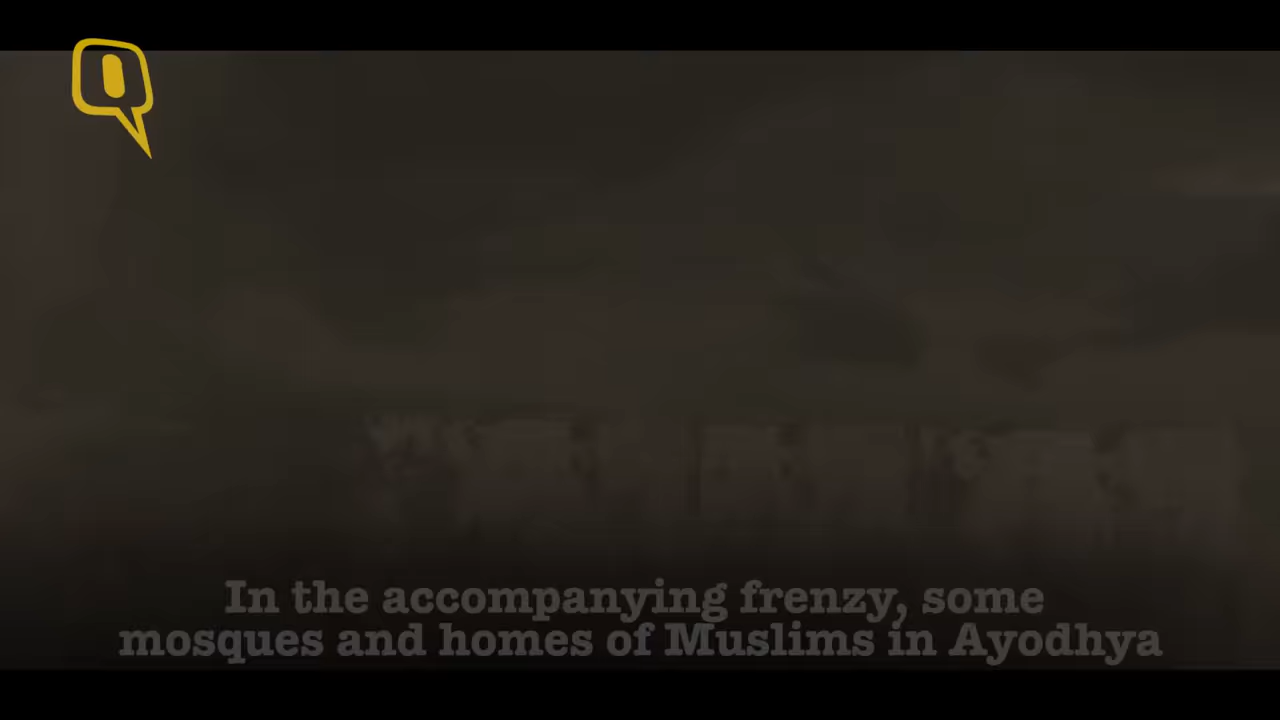 In the accompanying frenzy, some
mosques and homes of Muslims in Ayodhya